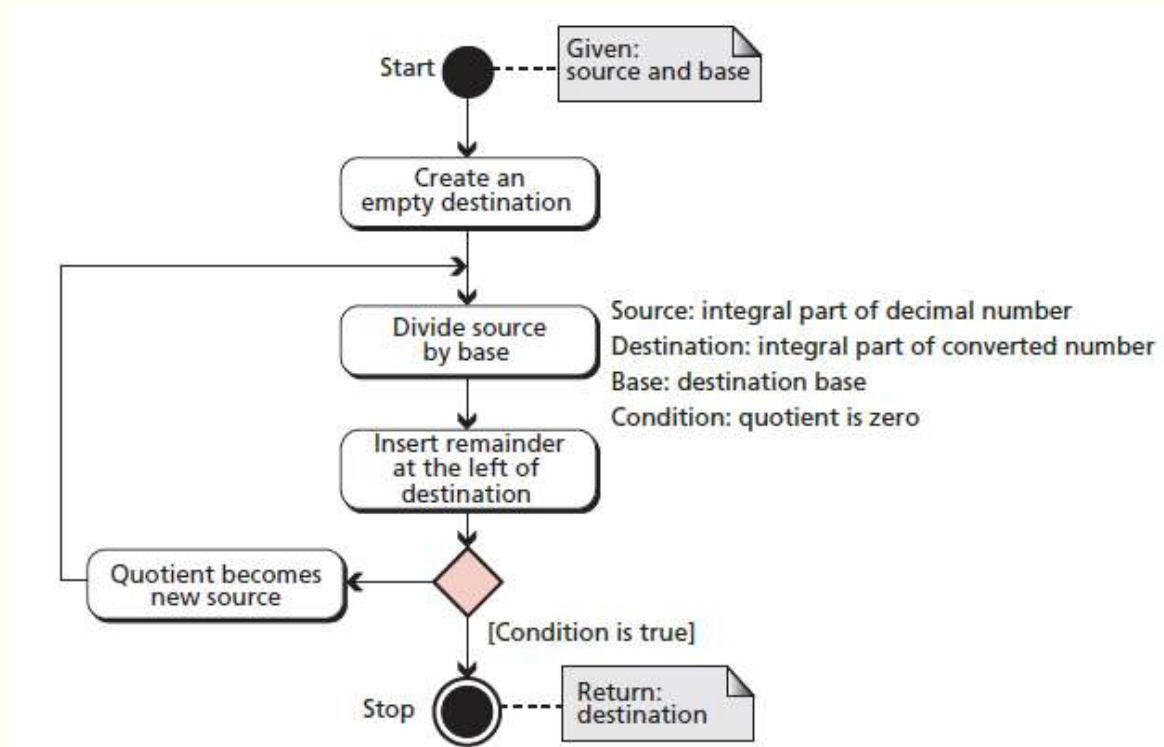 Start
Given:
source and base
Create an
empty destination
Divide source
by base
Source: integral part of decimal number
Destination: integral part of converted number
Base: destination base
Condition: quotient is zero
Insert remainder
at the left of
destination
Quotient becomes
new source
[Condition is true]
Stop
Return:
destination